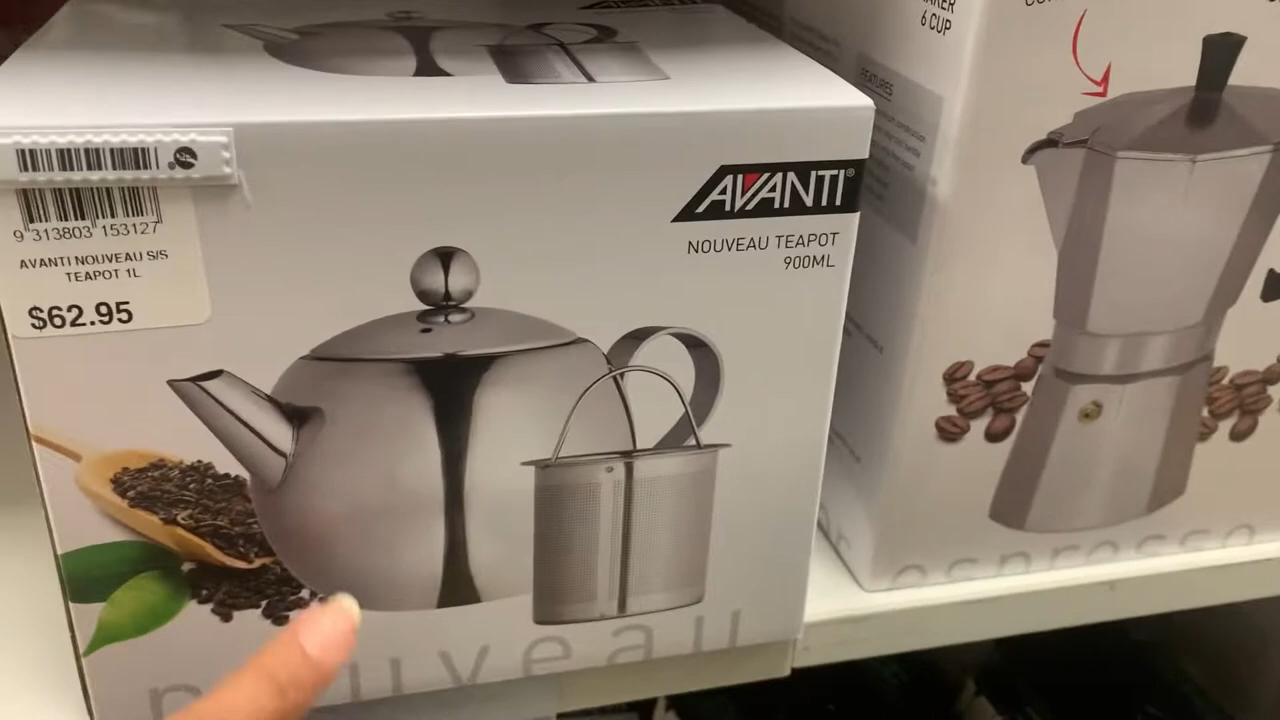 9 313803 153127
AVANTI NOUVEAU S/S
TEAPOT 1L
$62.95
AVANTI®
NOUVEAU TEAPOT
900ML
nouveau
6 CUP
FEATURES
espresso